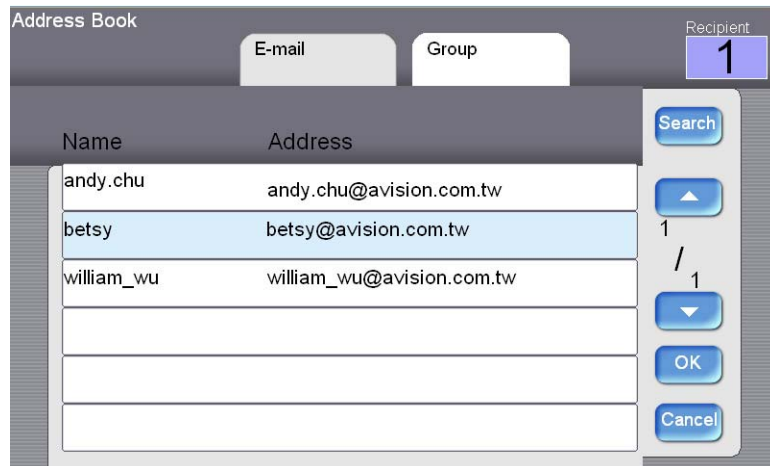 Address Book
Recipient
E-mail Group
1
Name Address
Search
andy.chu andy.chu@avision.com.tw
betsy betsy@avision.com.tw
1
/
1
william_wu william_wu@avision.com.tw
OK
Cancel